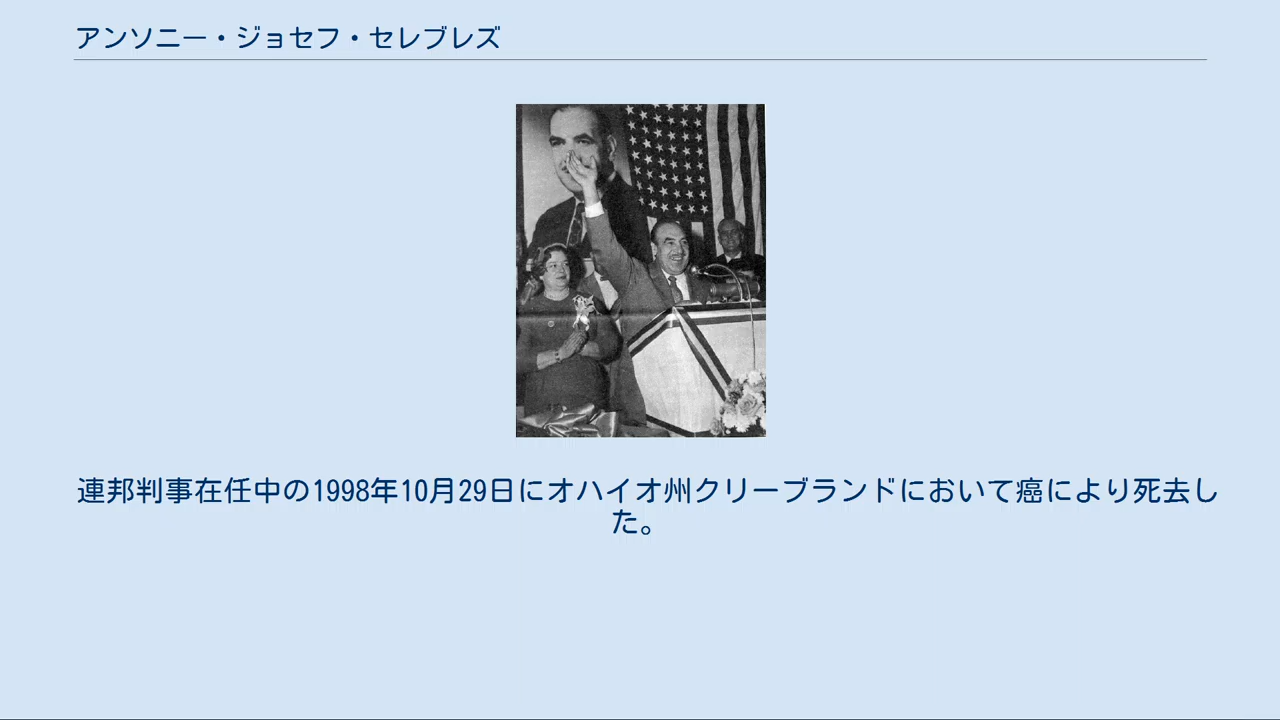 アンソニー・ジョセフ・セレブレズ
連邦判事在任中の1998年10月29日にオハイオ州クリーブランドにおいて癌により死去し
た。